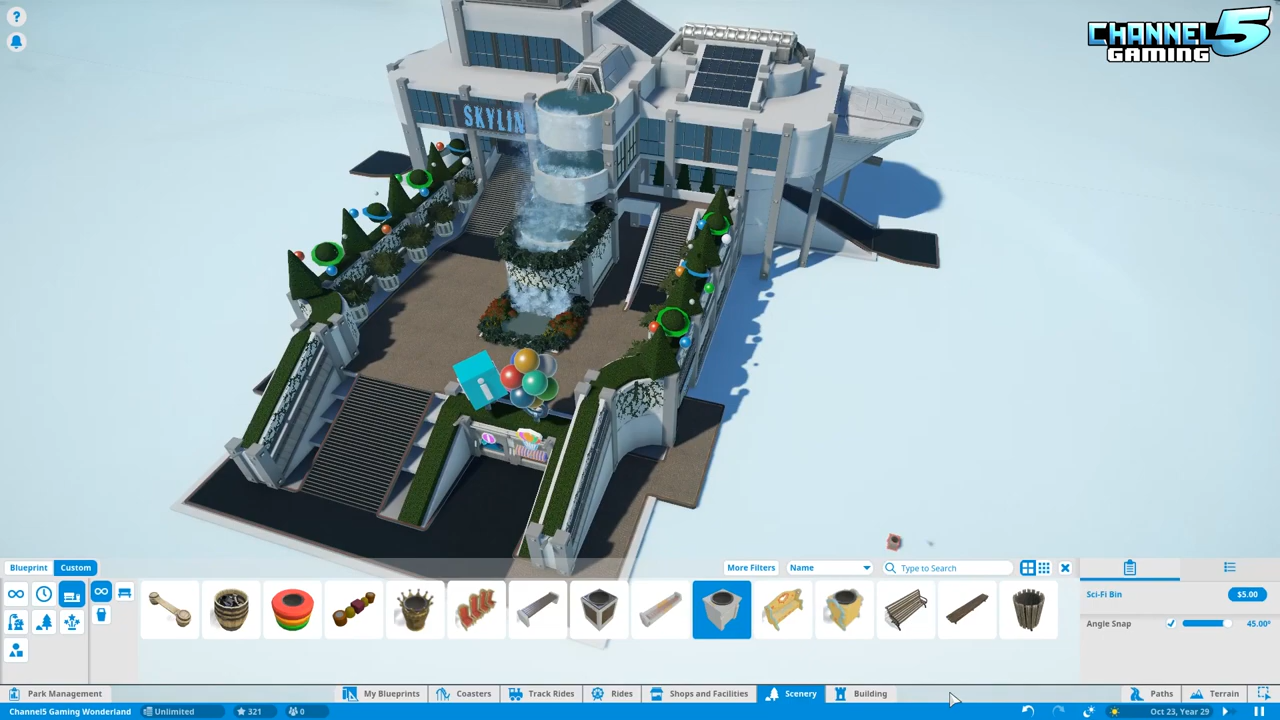 ?
CHANNEL 5
GAMING
SKYLIN
i
Blueprint Custom
More Filters Name Type to Search
Sci-Fi Bin $5.00
Angle Snap 45.00°
Park Management My Blueprints Coasters Track Rides Rides Shops and Facilities Scenery Building Paths Terrain
Channel5 Gaming Wonderland Unlimited 321 0 Oct 23, Year 29